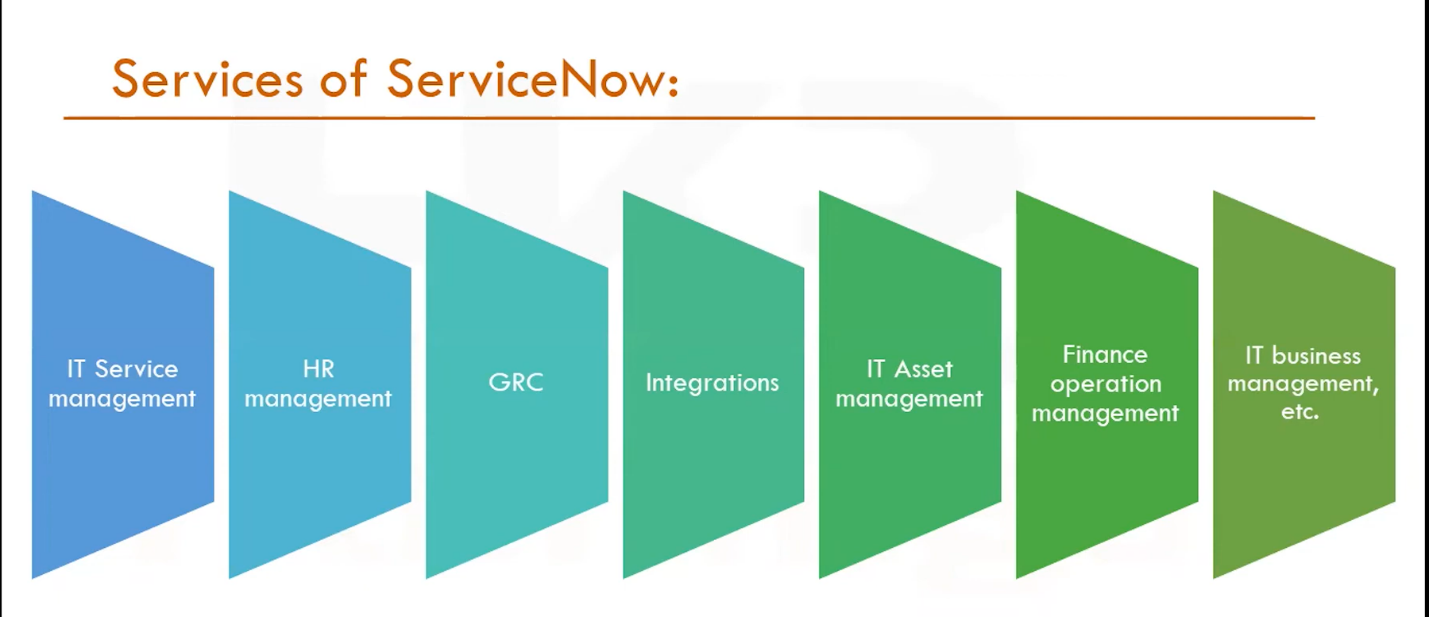 Services of ServiceNow:
IT Service
management
HR
management
GRC
Integrations
IT Asset
management
Finance
operation
management
IT business
management,
etc.